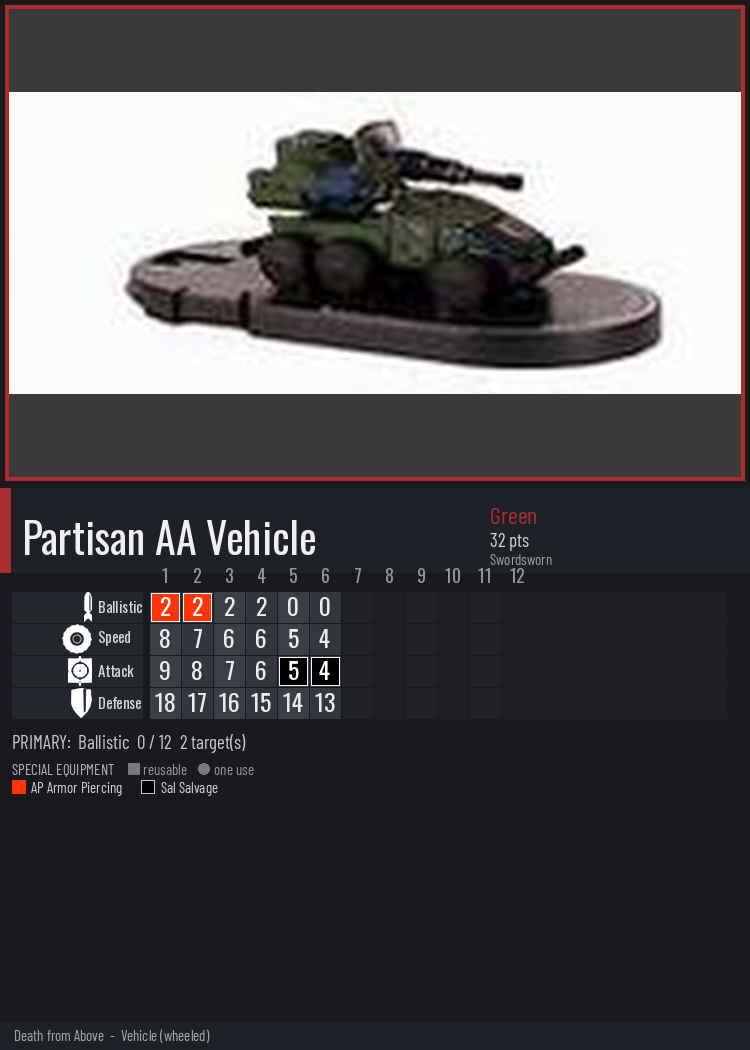 Partisan AA Vehicle
Green
32 pts
Swordsworn
1 2 3 4 5 6 7 8 9 10 11 12
Ballistic 2 2 2 2 0 0
Speed 8 7 6 6 5 4
Attack 9 8 7 6 5 4
Defense 18 17 16 15 14 13
PRIMARY: Ballistic 0 / 12 2 target(s)
SPECIAL EQUIPMENT reusable one use
AP Armor Piercing Sal Salvage
Death from Above - Vehicle (wheeled)